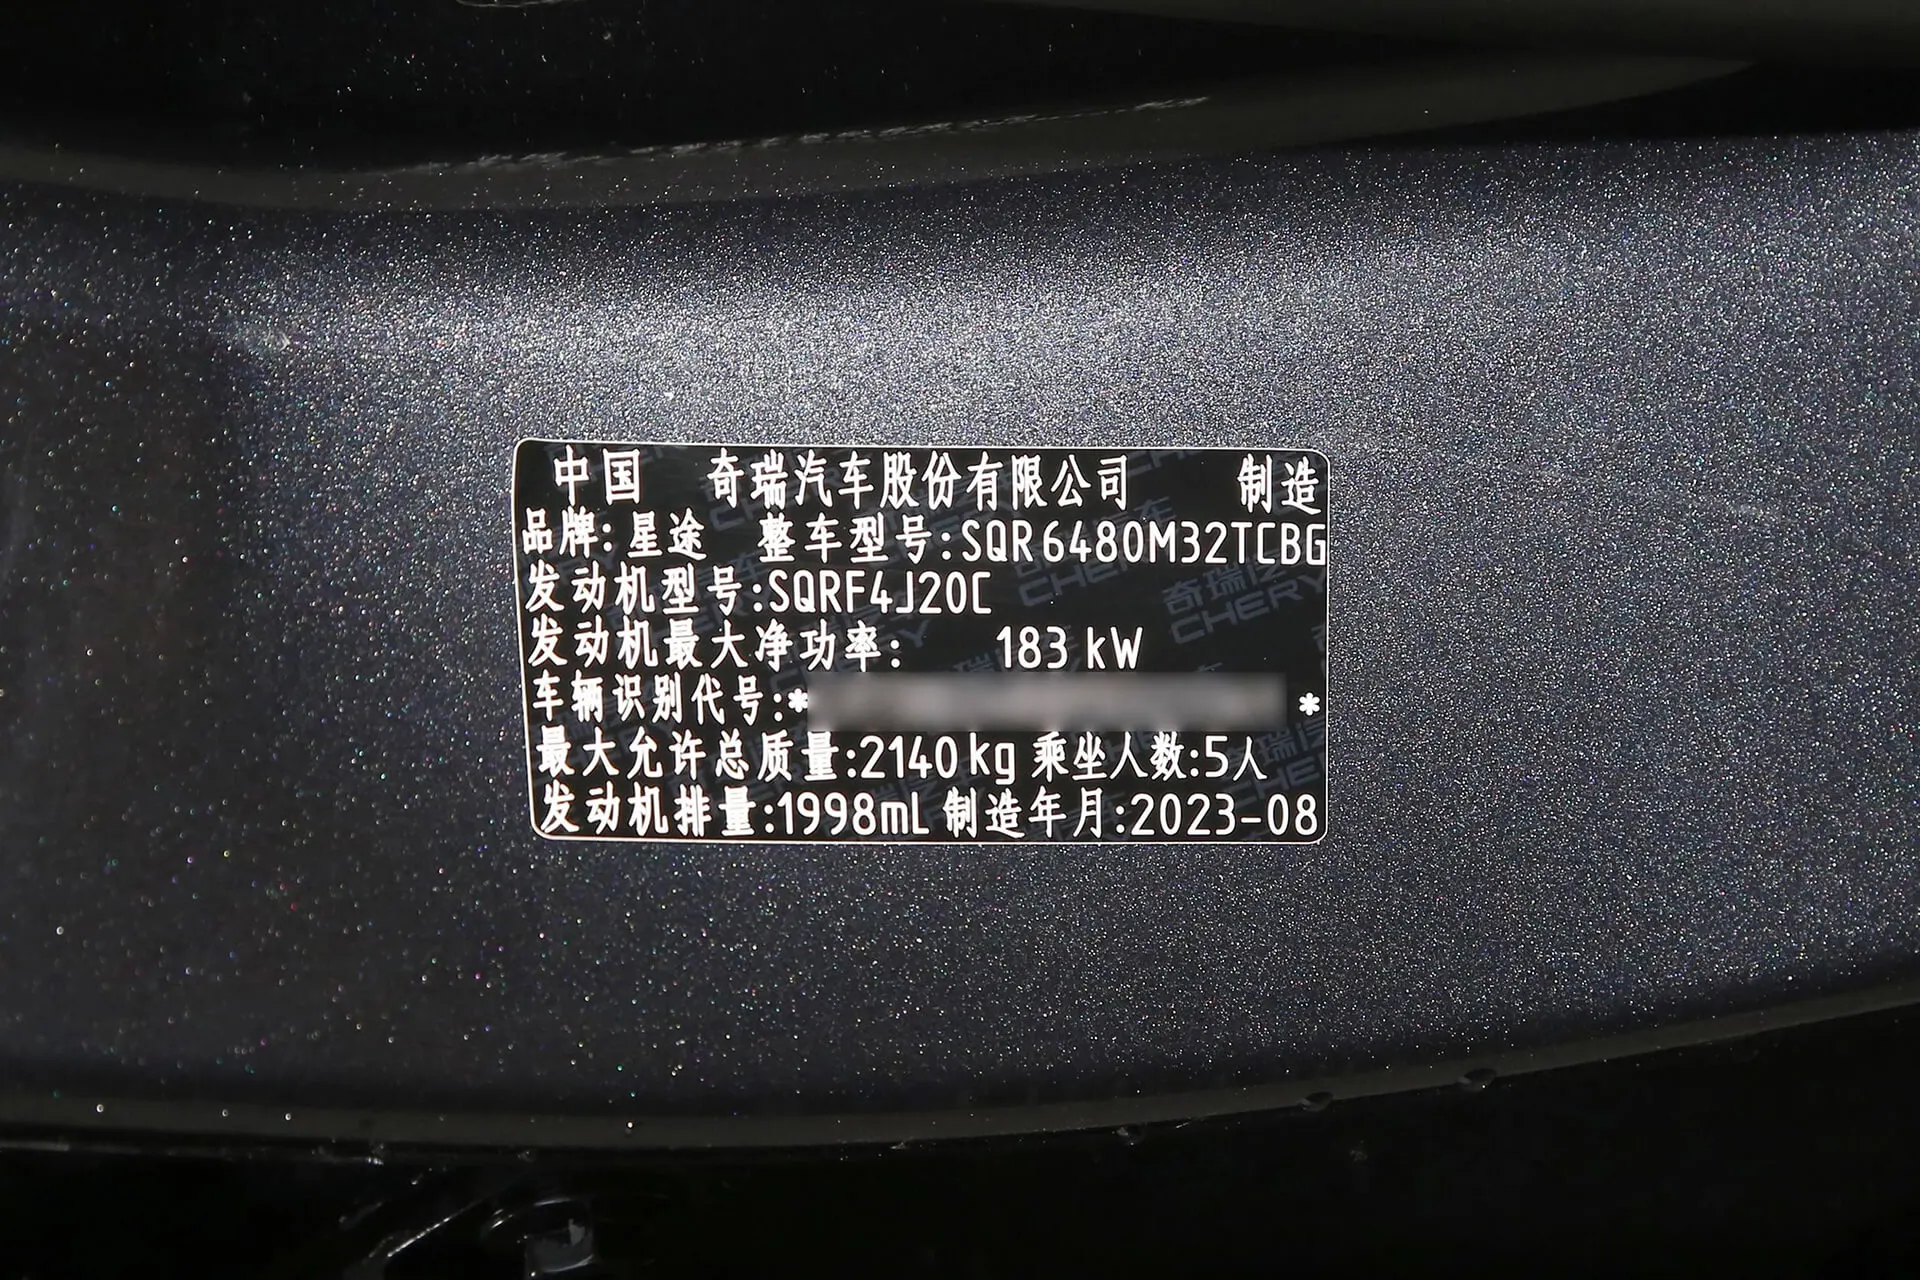 中国 奇瑞汽车股份有限公司 制造
品牌:星途 整车型号:SQR6480M32TCBG
发动机型号:SQRF4J20C
发动机最大净功率: 183 kW
车辆识别代号:* *
最大允许总质量:2140kg 乘坐人数:5人
发动机排量:1998mL 制造年月:2023-08